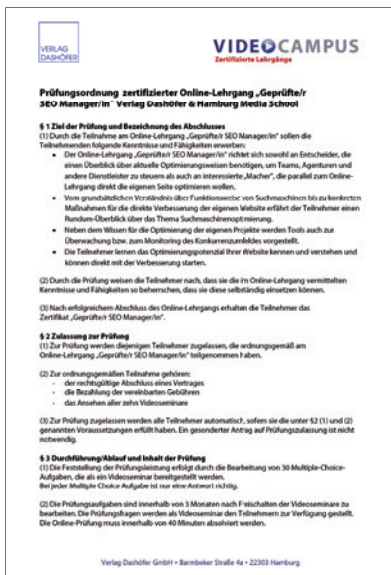 VERLAG
DASHÖFER
VIDEOCAMPUS
Zertifizierte Lehrgänge
Prüfungsordnung zertifizierter Online-Lehrgang „Geprüfte/r
SEO Manager/in" Verlag Dashöfer & Hamburg Media School
§ 1 Ziel der Prüfung und Bezeichnung des Abschlusses
(1) Durch die Teilnahme am Online-Lehrgang „Geprüfte/r SEO Manager/in" sollen die
Teilnehmenden folgende Kenntnisse und Fähigkeiten erwerben:
• Der Online-Lehrgang „Geprüfte/r SEO Manager/in" richtet sich sowohl an Entscheider, die
einen Überblick über aktuelle Suchmaschinenoptimierung benötigen, um Teams, Agenturen und
andere Dienstleister zu steuern als auch an interessierte „Macher", die parallel zum Online-
Lehrgang direkt die eigenen Seite optimieren wollen.
• Vom grundsätzlichen Verständnis über Funktionsweise von Suchmaschinen bis zu konkreten
Maßnahmen für die direkte Verbesserung der eigenen Website erfährt der Teilnehmer einen
Rundum-Überblick über das Thema Suchmaschinenoptimierung.
• Neben dem Wissen für die Optimierung der eigenen Projekte werden Tools auch zur
Überwachung bzw. zum Monitoring des Konkurrenzumfeldes vorgestellt.
• Die Teilnehmer lernen das Optimierungspotenzial ihrer Website kennen und verstehen und
können direkt mit der Verbesserung starten.
(2) Durch die Prüfung weisen die Teilnehmer nach, dass sie die im Online-Lehrgang vermittelten
Kenntnisse und Fähigkeiten so beherrschen, dass sie diese selbständig einsetzen können.
(3) Nach erfolgreichem Abschluss des Online-Lehrgangs erhalten die Teilnehmer das
Zertifikat „Geprüfte/r SEO Manager/in".
§ 2 Zulassung zur Prüfung
(1) Zur Prüfung werden diejenigen Teilnehmer zugelassen, die ordnungsgemäß am
Online-Lehrgang „Geprüfte/r SEO Manager/in" teilgenommen haben.
(2) Zur ordnungsgemäßen Teilnahme gehören:
- der rechtsgültige Abschluss eines Vertrages
- die Bezahlung der vereinbarten Gebühren
- das Ansehen aller zehn Videoseminare
(3) Zur Prüfung zugelassen werden alle Teilnehmer automatisch, sofern sie die unter §2 (1) und (2)
genannten Voraussetzungen erfüllt haben. Ein gesonderter Antrag auf Prüfungszulassung ist nicht
notwendig.
§ 3 Durchführung/Ablauf und Inhalt der Prüfung
(1) Die Feststellung der Prüfungsleistung erfolgt durch die Bearbeitung von 30 Multiple-Choice-
Aufgaben, die als ein Videoseminar bereitgestellt werden.
Bei jeder Multiple Choice Aufgabe ist nur eine Antwort richtig.
(2) Die Prüfungsaufgaben sind innerhalb von 3 Monaten nach Freischalten der Videoseminare zu
bearbeiten. Die Prüfungsfragen werden als Videoseminar den Teilnehmern zur Verfügung gestellt.
Die Online-Prüfung muss innerhalb von 40 Minuten absolviert werden.
Verlag Dashöfer GmbH • Barmbeker Straße 4a • 22303 Hamburg